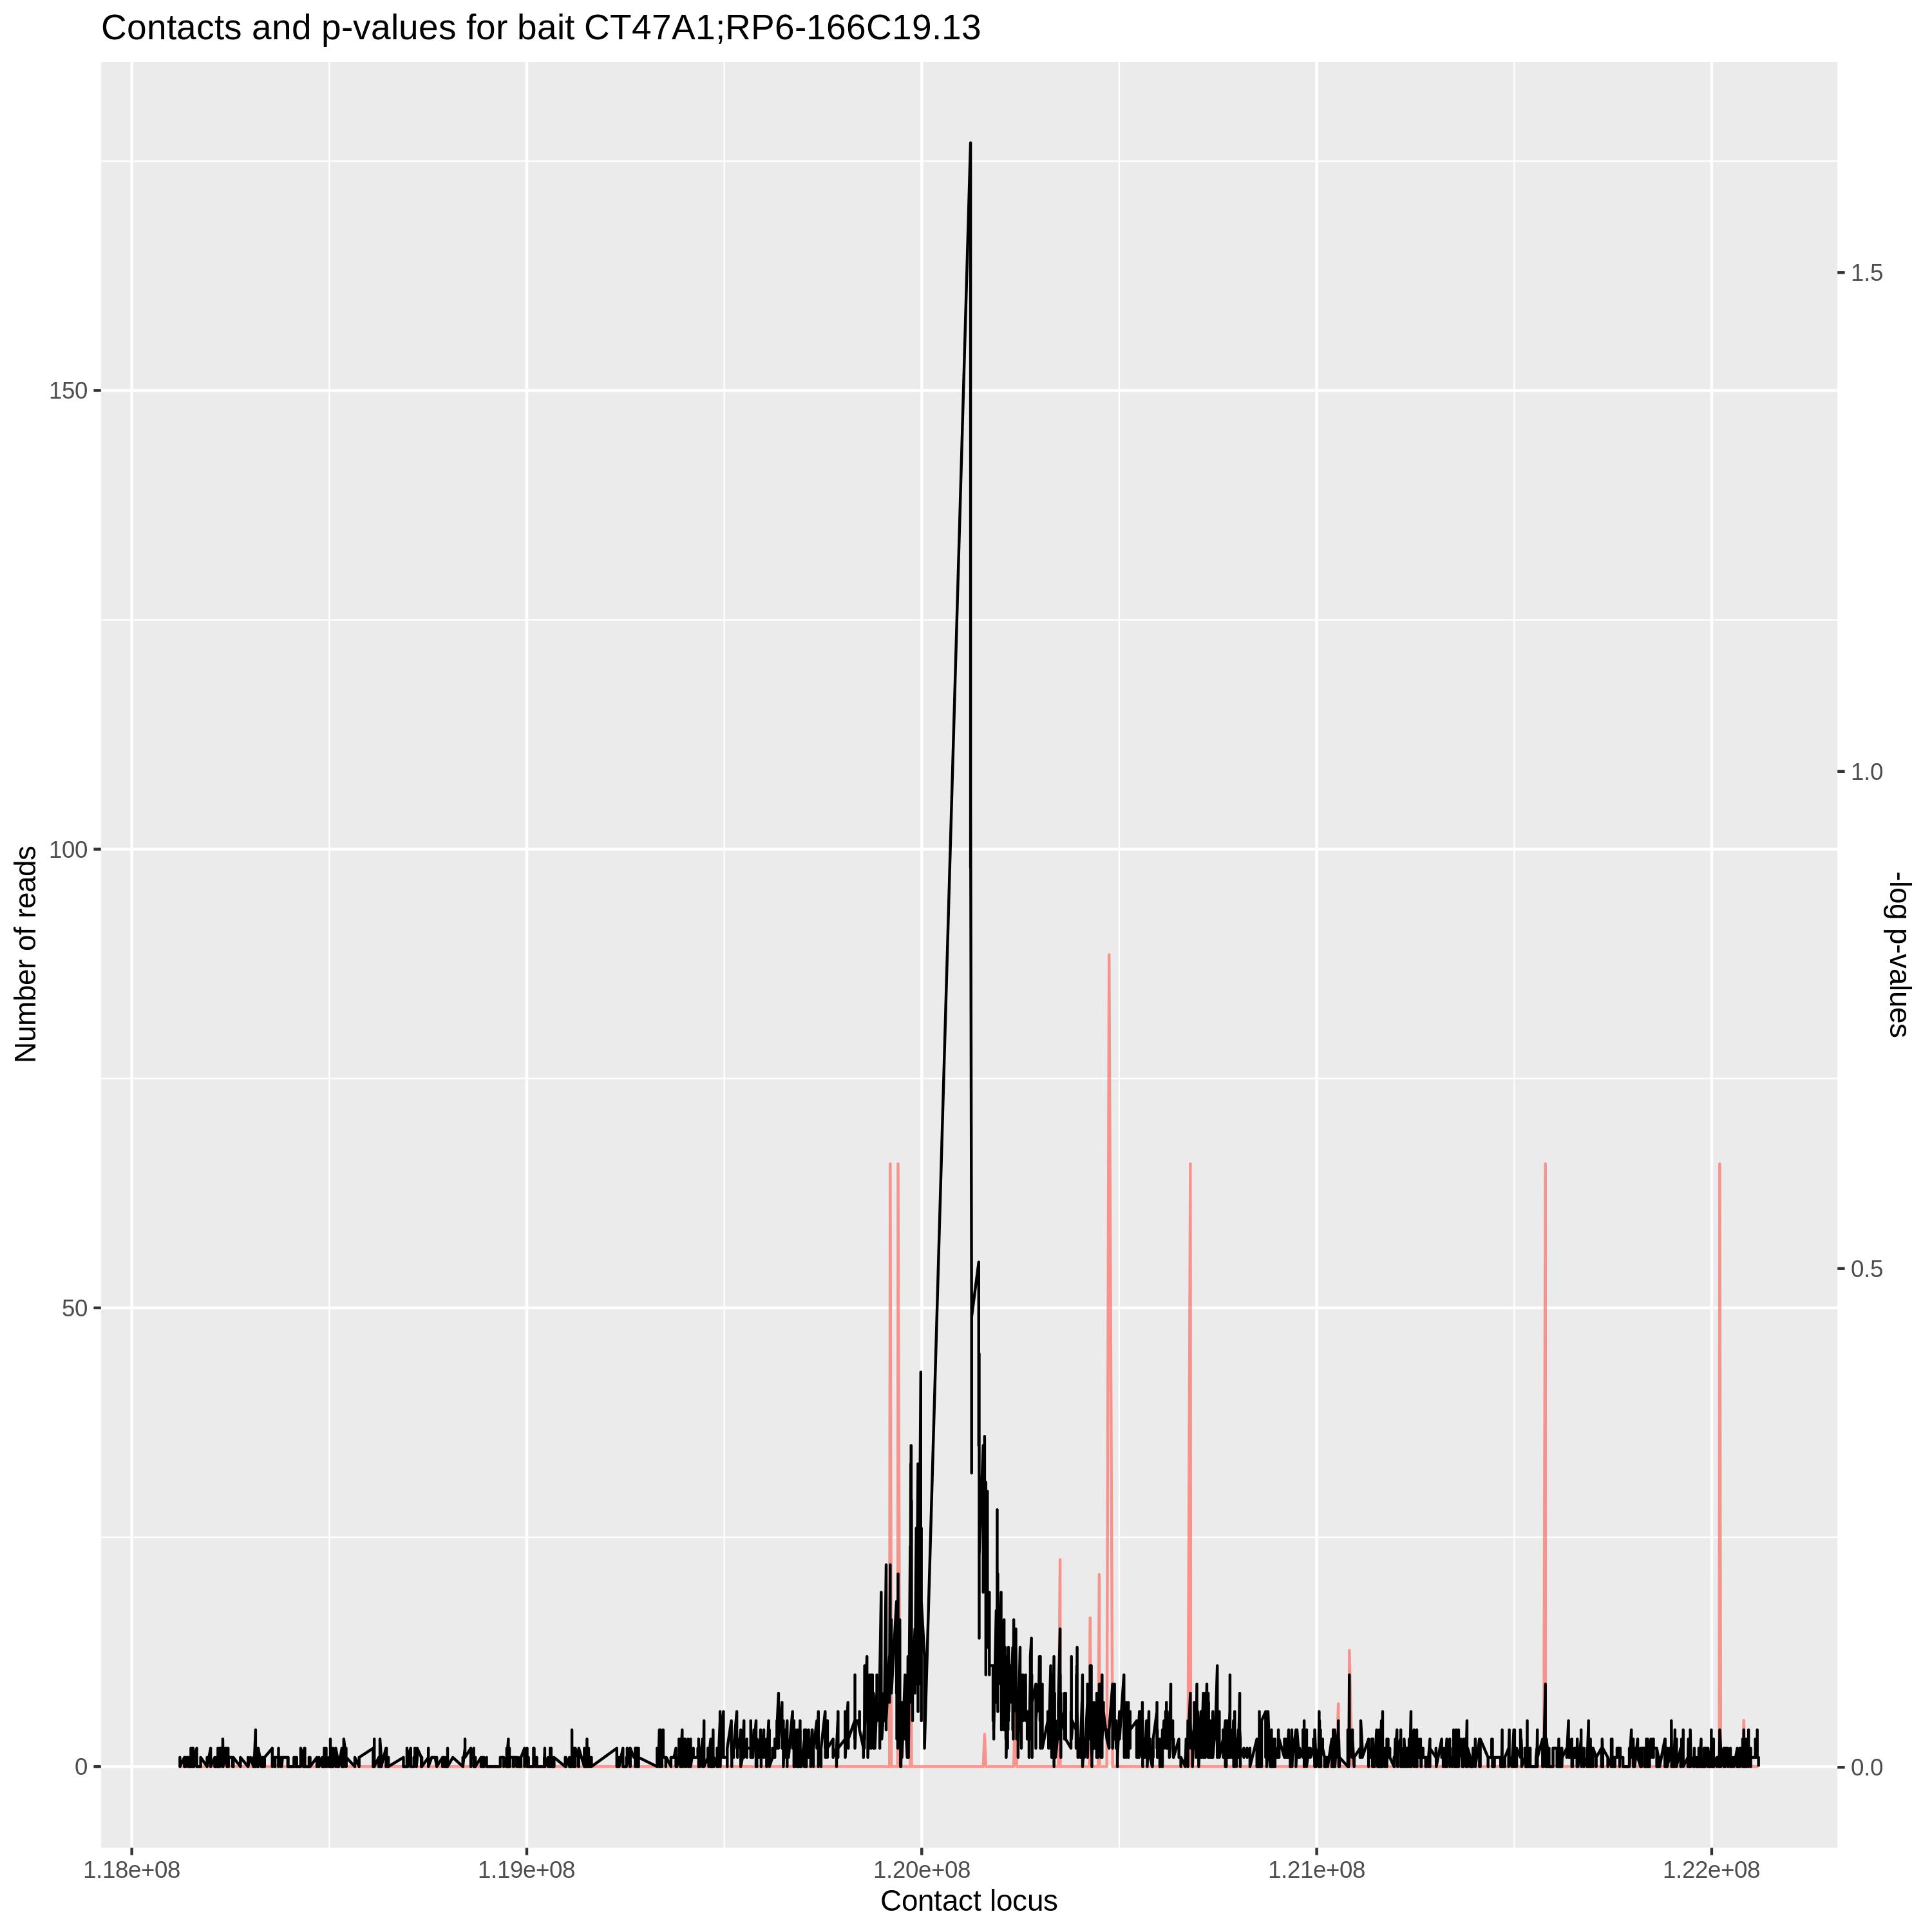 Contacts and p-values for bait CT47A1;RP6-166C19.13
150
100
50
0
Number of reads
1.5
1.0
0.5
0.0
-log p-values
1.18e+08
1.19e+08
1.20e+08
1.21e+08
1.22e+08
Contact locus